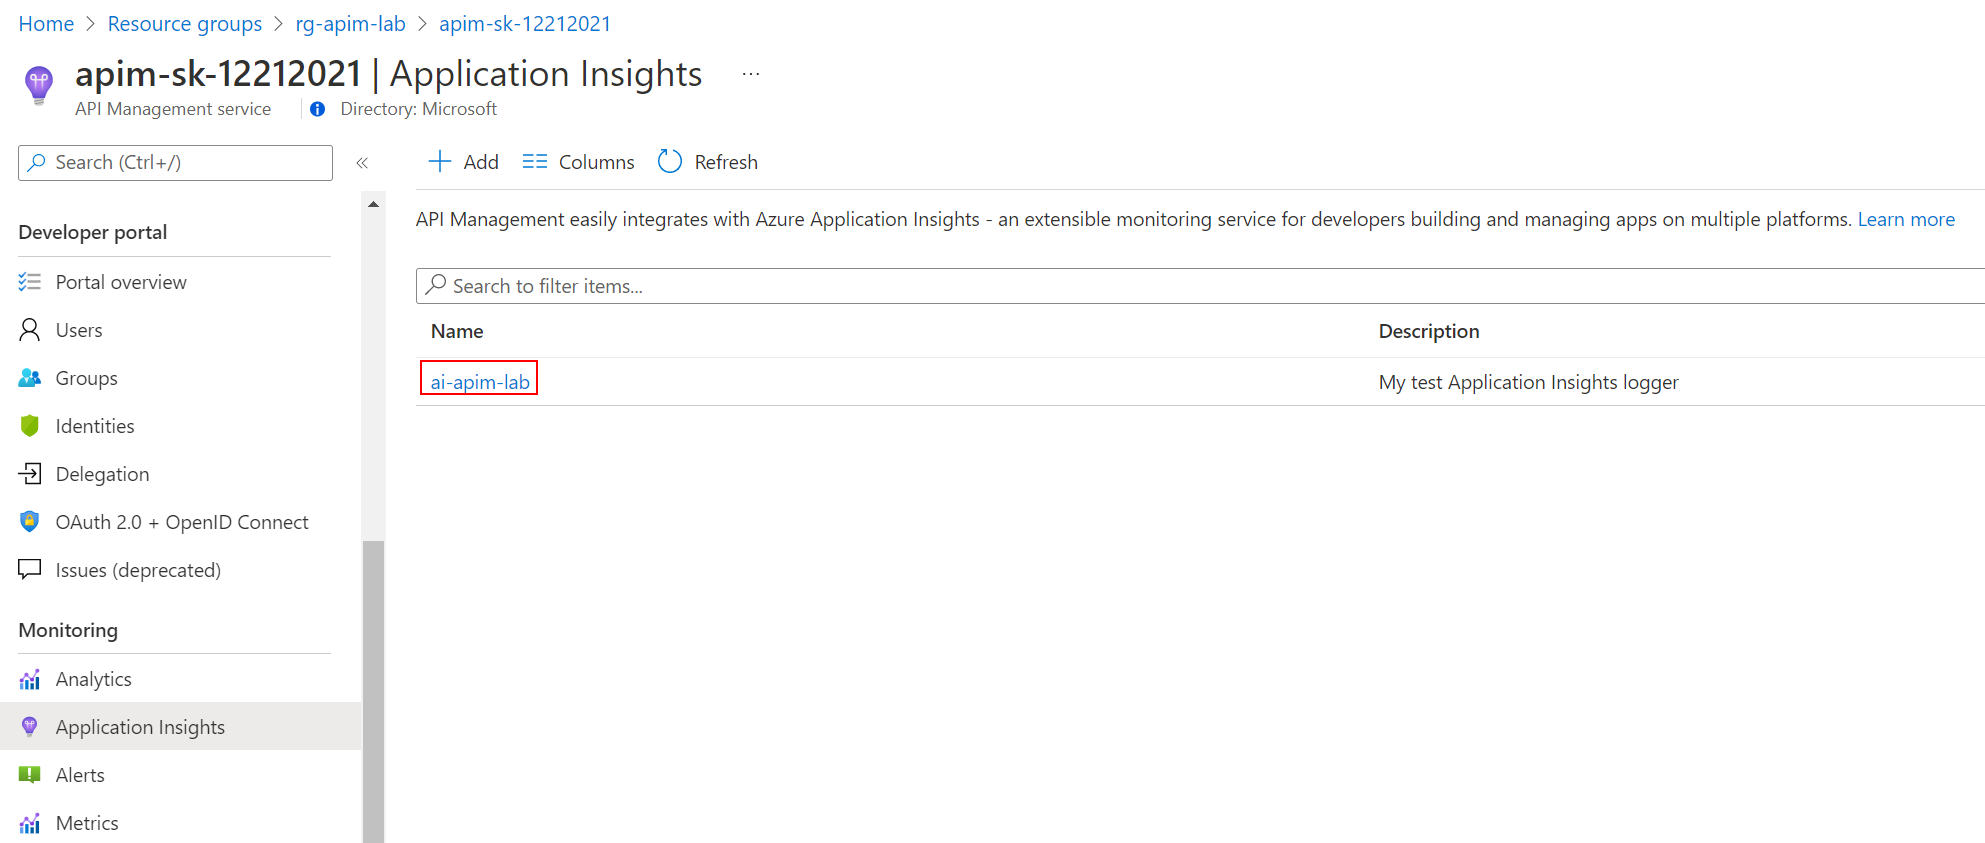 Home > Resource groups > rg-apim-lab > apim-sk-12212021
apim-sk-12212021 | Application Insights ...
API Management service
Directory: Microsoft
Search (Ctrl+/)
«
Developer portal
Portal overview
Users
Groups
Identities
Delegation
OAuth 2.0 + OpenID Connect
Issues (deprecated)
Monitoring
Analytics
Application Insights
Alerts
Metrics
+ Add Columns Refresh
API Management easily integrates with Azure Application Insights - an extensible monitoring service for developers building and managing apps on multiple platforms. Learn more
Search to filter items...
Name Description
ai-apim-lab My test Application Insights logger